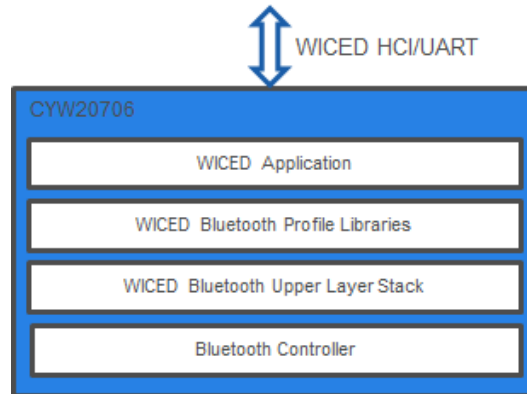 WICED HCI/UART
CYW20706
WICED Application
WICED Bluetooth Profile Libraries
WICED Bluetooth Upper Layer Stack
Bluetooth Controller